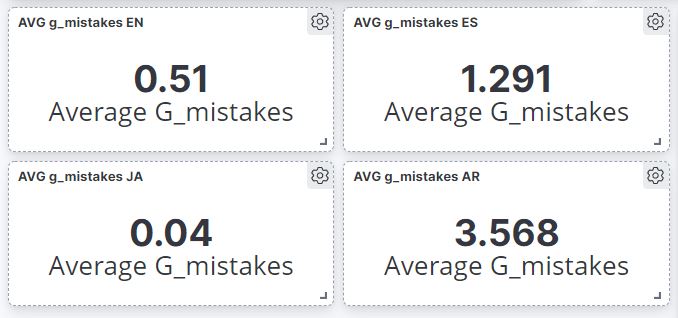 AVG g_mistakes EN
0.51
Average G_mistakes
AVG g_mistakes ES
1.291
Average G_mistakes
AVG g_mistakes JA
0.04
Average G_mistakes
AVG g_mistakes AR
3.568
Average G_mistakes